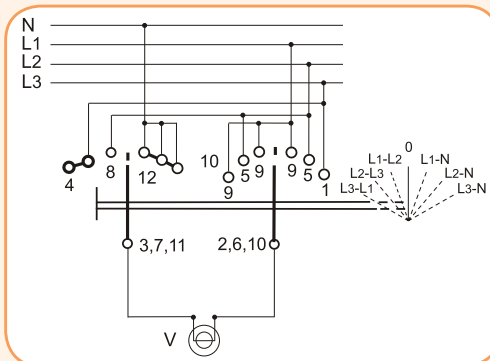 N
L1
L2
L3
0
L1-L2 L1-N
L2-L3 L2-N
L3-L1 L3-N
4 8 12 10 9 5 9 9 5 1
3,7,11 2,6,10
V